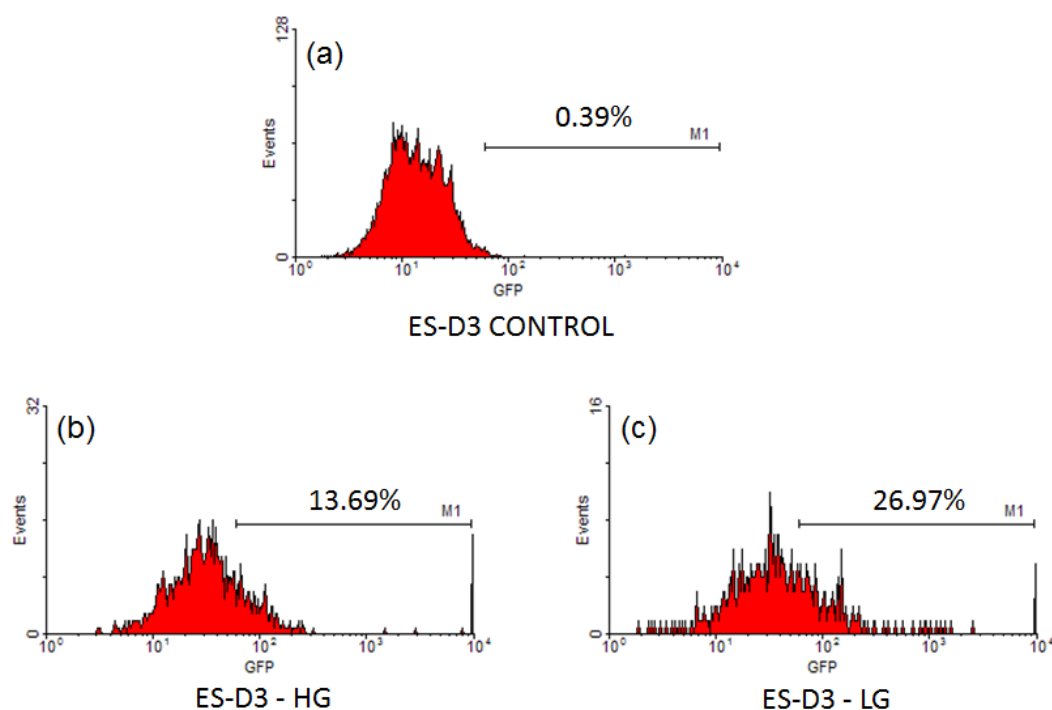 128
(a)
0.39%
M1
Events
0
10⁰ 10¹ 10² 10³ 10⁴
GFP
ES-D3 CONTROL
32
(b)
13.69%
M1
Events
0
10⁰ 10¹ 10² 10³ 10⁴
GFP
ES-D3 - HG
16
(c)
26.97%
M1
Events
0
10⁰ 10¹ 10² 10³ 10⁴
GFP
ES-D3 - LG